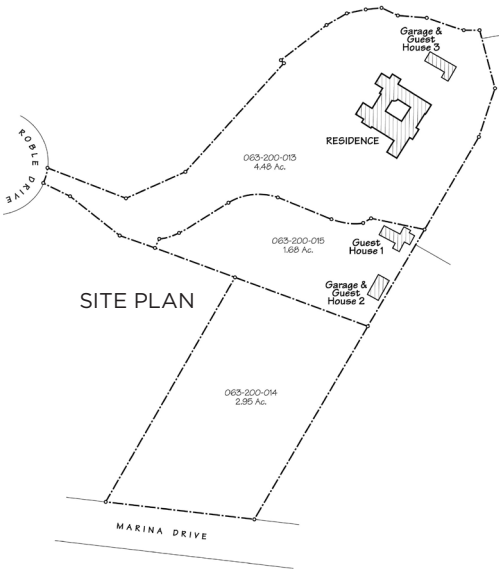 Garage &
Guest
House 3
RESIDENCE
ROBLE DRIVE
063-200-013
4.48 Ac.
063-200-015
1.68 Ac.
Guest
House 1
Garage &
Guest
House 2
SITE PLAN
063-200-014
2.95 Ac.
MARINA DRIVE